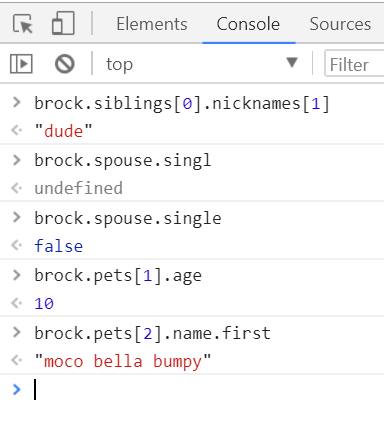 Elements Console Sources
top Filter
> brock.siblings[0].nicknames[1]
"dude"
> brock.spouse.singl
undefined
> brock.spouse.single
false
> brock.pets[1].age
10
> brock.pets[2].name.first
"moco bella bumpy"
>